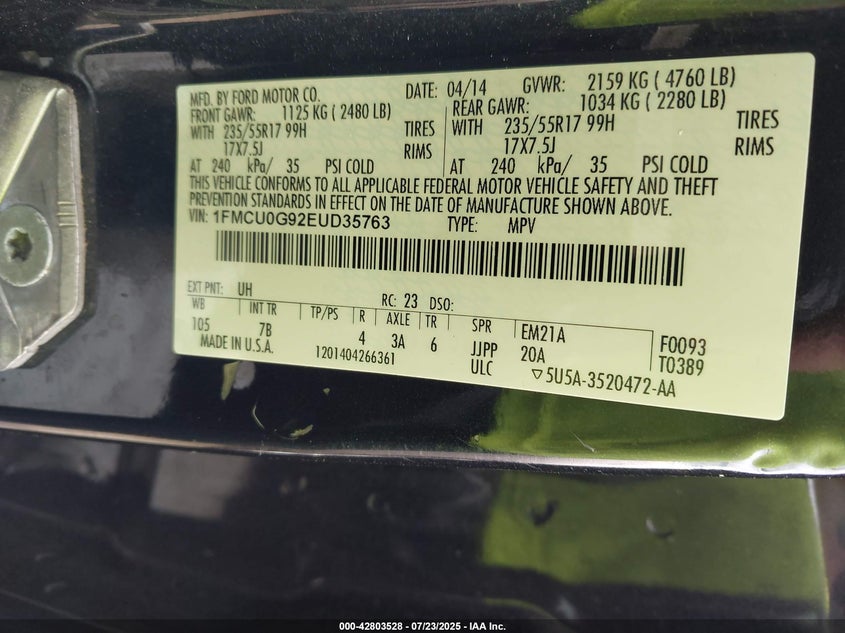 MFD. BY FORD MOTOR CO. DATE: 04/14 GVWR: 2159 KG ( 4760 LB)
FRONT GAWR: 1125 KG ( 2480 LB) REAR GAWR: 1034 KG ( 2280 LB)
WITH 235/55R17 99H TIRES WITH 235/55R17 99H TIRES
17X7.5J RIMS 17X7.5J RIMS
AT 240 kPa/ 35 PSI COLD AT 240 kPa/ 35 PSI COLD
THIS VEHICLE CONFORMS TO ALL APPLICABLE FEDERAL MOTOR VEHICLE SAFETY AND THEFT
PREVENTION STANDARDS IN EFFECT ON THE DATE OF MANUFACTURE SHOWN ABOVE.
VIN: 1FMCU0G92EUD35763 TYPE: MPV
EXT PNT: UH RC: 23 DSO:
WB INT TR TP/PS R AXLE TR SPR EM21A F0093
105 7B 4 3A 6 JJPP 20A T0389
MADE IN U.S.A. 1201404266361 ULC ▽5U5A-3520472-AA
000-42803528 - 07/23/2025 - IAA Inc.